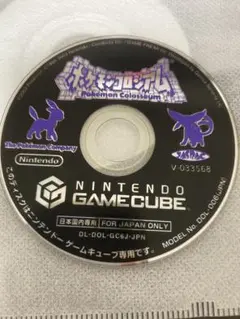 ポケモンコロシアム
Pokémon Colosseum
The Pokémon Company
Nintendo
V-033568
NINTENDO
GAMECUBE
日本国内専用 FOR JAPAN ONLY
DL-DOL-GC6J-JPN
このディスクはニンテンドー ゲームキューブ専用です。
MODEL NO. DOL-006(JPN)